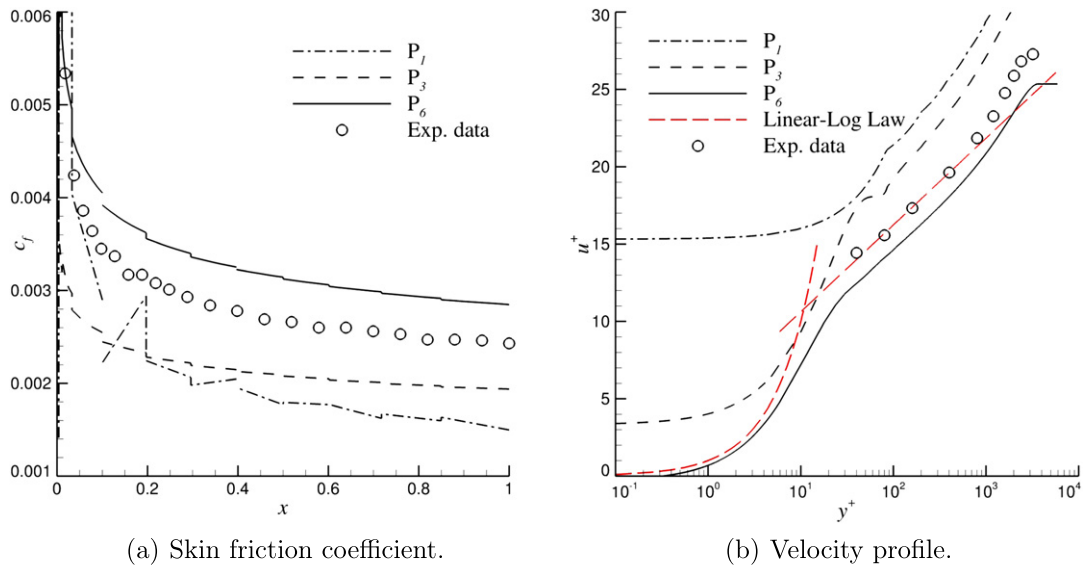 0.006
0.005
0.004
0.003
0.002
0.001
c_f
0
0.2
0.4
0.6
0.8
1
x
P_1
P_3
P_6
Exp. data
(a) Skin friction coefficient.
30
25
20
15
10
5
0
u^+
10^-1
10^0
10^1
10^2
10^3
10^4
y^+
P_1
P_3
P_6
Linear-Log Law
Exp. data
(b) Velocity profile.